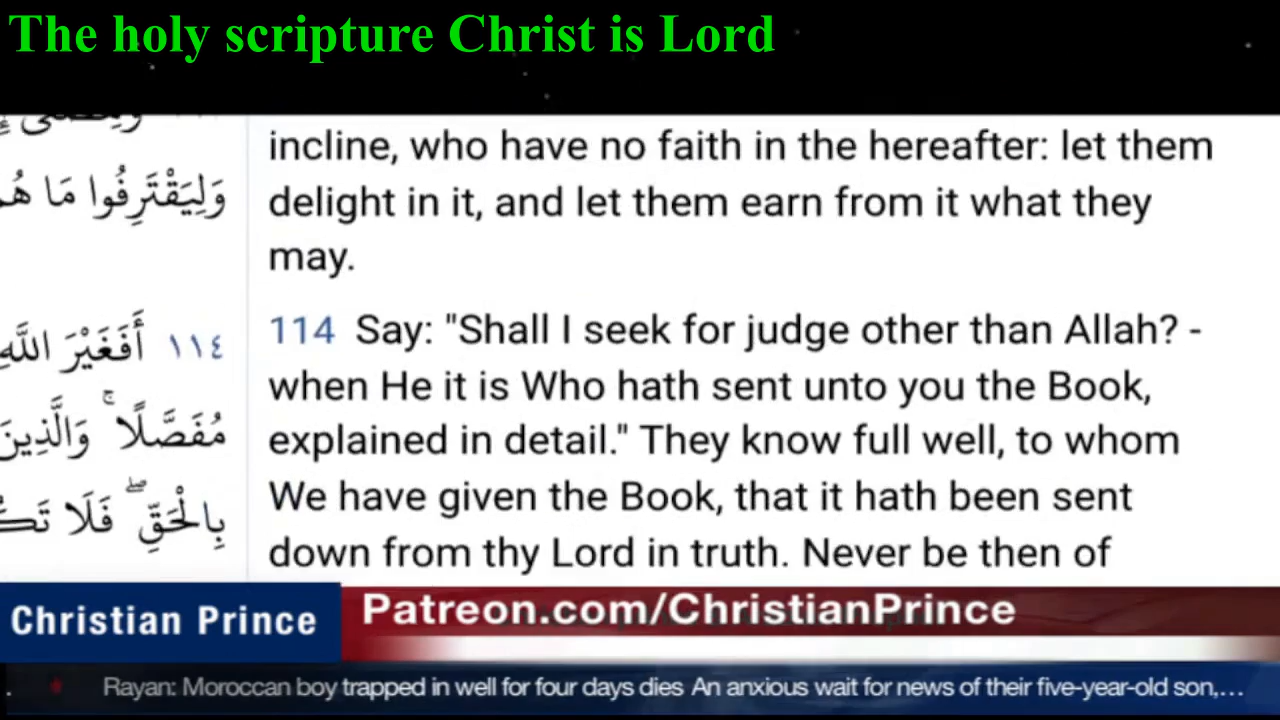 The holy scripture Christ is Lord
incline, who have no faith in the hereafter: let them
delight in it, and let them earn from it what they
may.
وَلِيَقْتَرِفُوا مَا
114 Say: "Shall I seek for judge other than Allah? -
when He it is Who hath sent unto you the Book,
explained in detail." They know full well, to whom
We have given the Book, that it hath been sent
down from thy Lord in truth. Never be then of
١١٤ أَفَغَيْرَ اللَّهِ
مُفَصَّلًا ۚ وَالَّذِينَ
بِالْحَقِّ ۖ فَلَا
Christian Prince
Patreon.com/ChristianPrince
Rayan: Moroccan boy trapped in well for four days dies An anxious wait for news of their five-year-old son,…